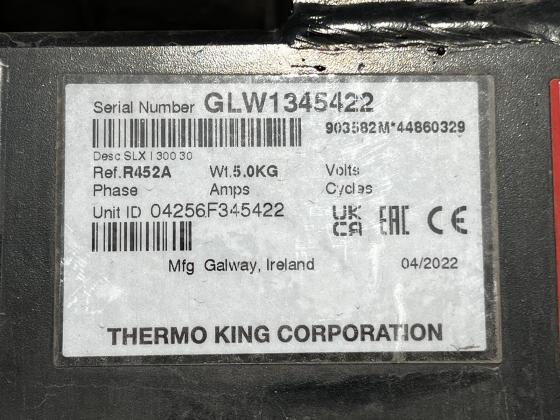 Serial Number GLW1345422
903582M*44860329
Desc SLX I 300 30
Ref.R452A Wt.5.0KG Volts
Phase Amps Cycles
Unit ID 04256F345422
UK CA EAC CE
Mfg Galway, Ireland 04/2022
THERMO KING CORPORATION